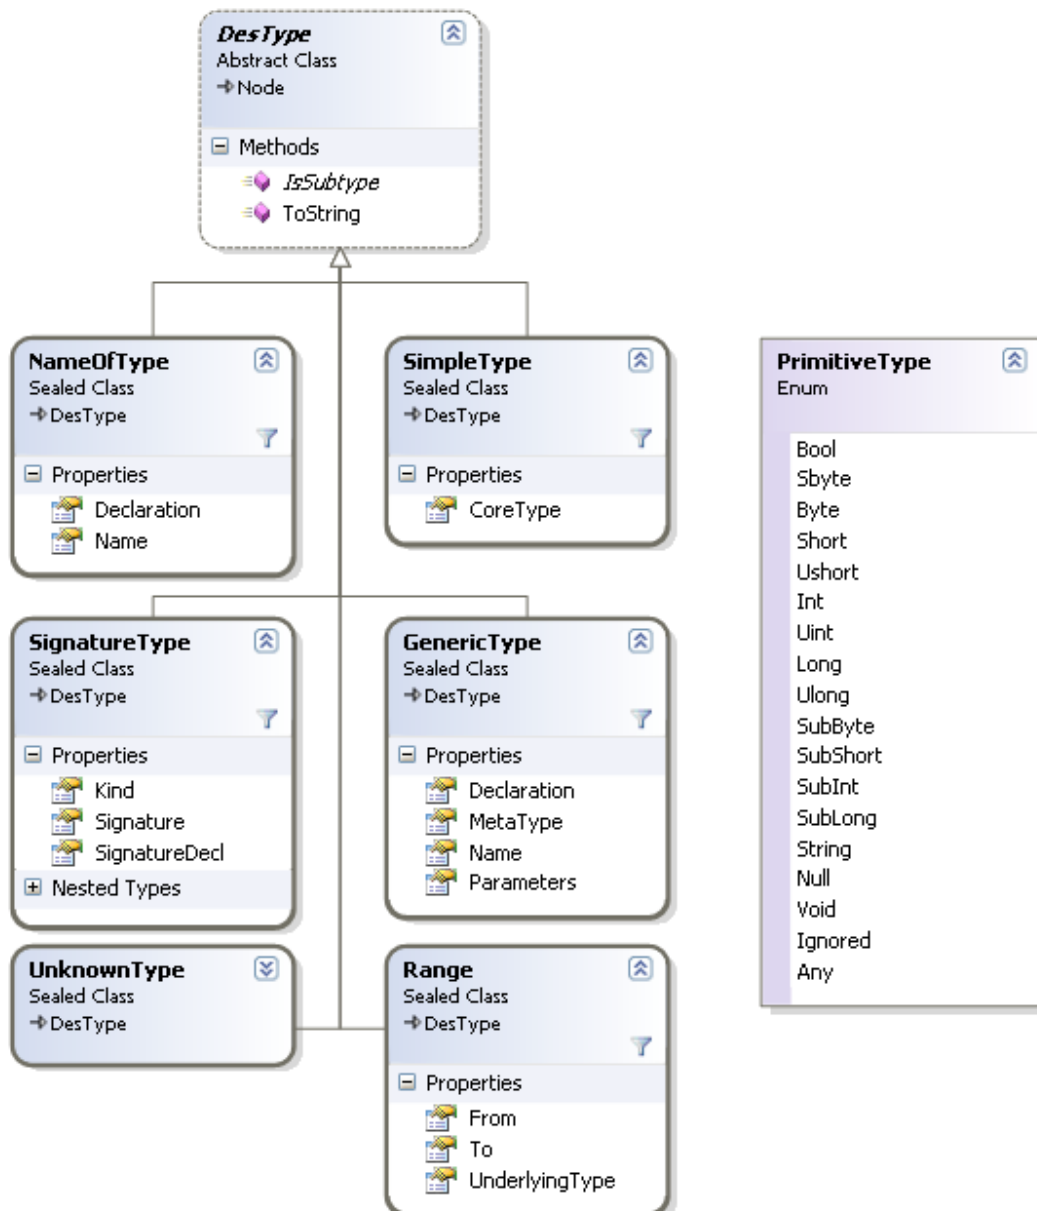 DesType
Abstract Class
Node
Methods
IsSubtype
ToString
NameOfType
Sealed Class
DesType
Properties
Declaration
Name
SimpleType
Sealed Class
DesType
Properties
CoreType
PrimitiveType
Enum
Bool
Sbyte
Byte
Short
Ushort
Int
Uint
Long
Ulong
SubByte
SubShort
SubInt
SubLong
String
Null
Void
Ignored
Any
SignatureType
Sealed Class
DesType
Properties
Kind
Signature
SignatureDecl
Nested Types
GenericType
Sealed Class
DesType
Properties
Declaration
MetaType
Name
Parameters
UnknownType
Sealed Class
DesType
Range
Sealed Class
DesType
Properties
From
To
UnderlyingType